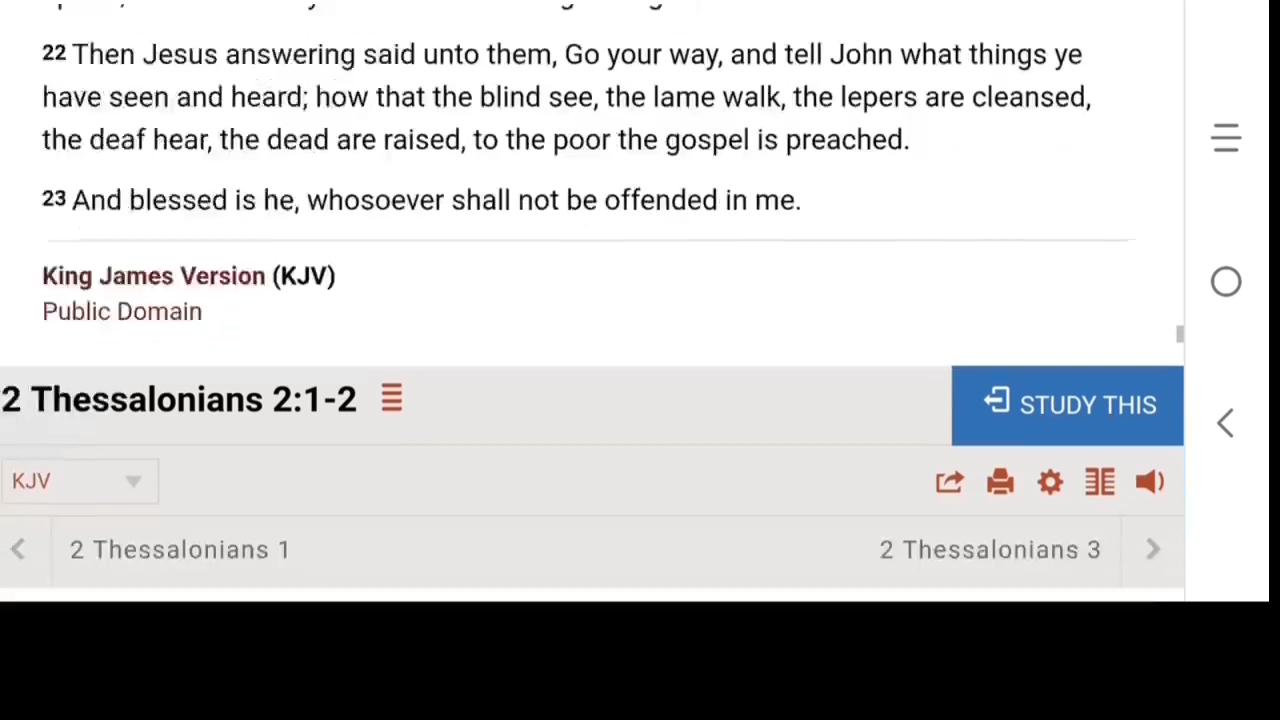 22 Then Jesus answering said unto them, Go your way, and tell John what things ye
have seen and heard; how that the blind see, the lame walk, the lepers are cleansed,
the deaf hear, the dead are raised, to the poor the gospel is preached.
23 And blessed is he, whosoever shall not be offended in me.
King James Version (KJV)
Public Domain
2 Thessalonians 2:1-2
STUDY THIS
KJV
2 Thessalonians 1
2 Thessalonians 3